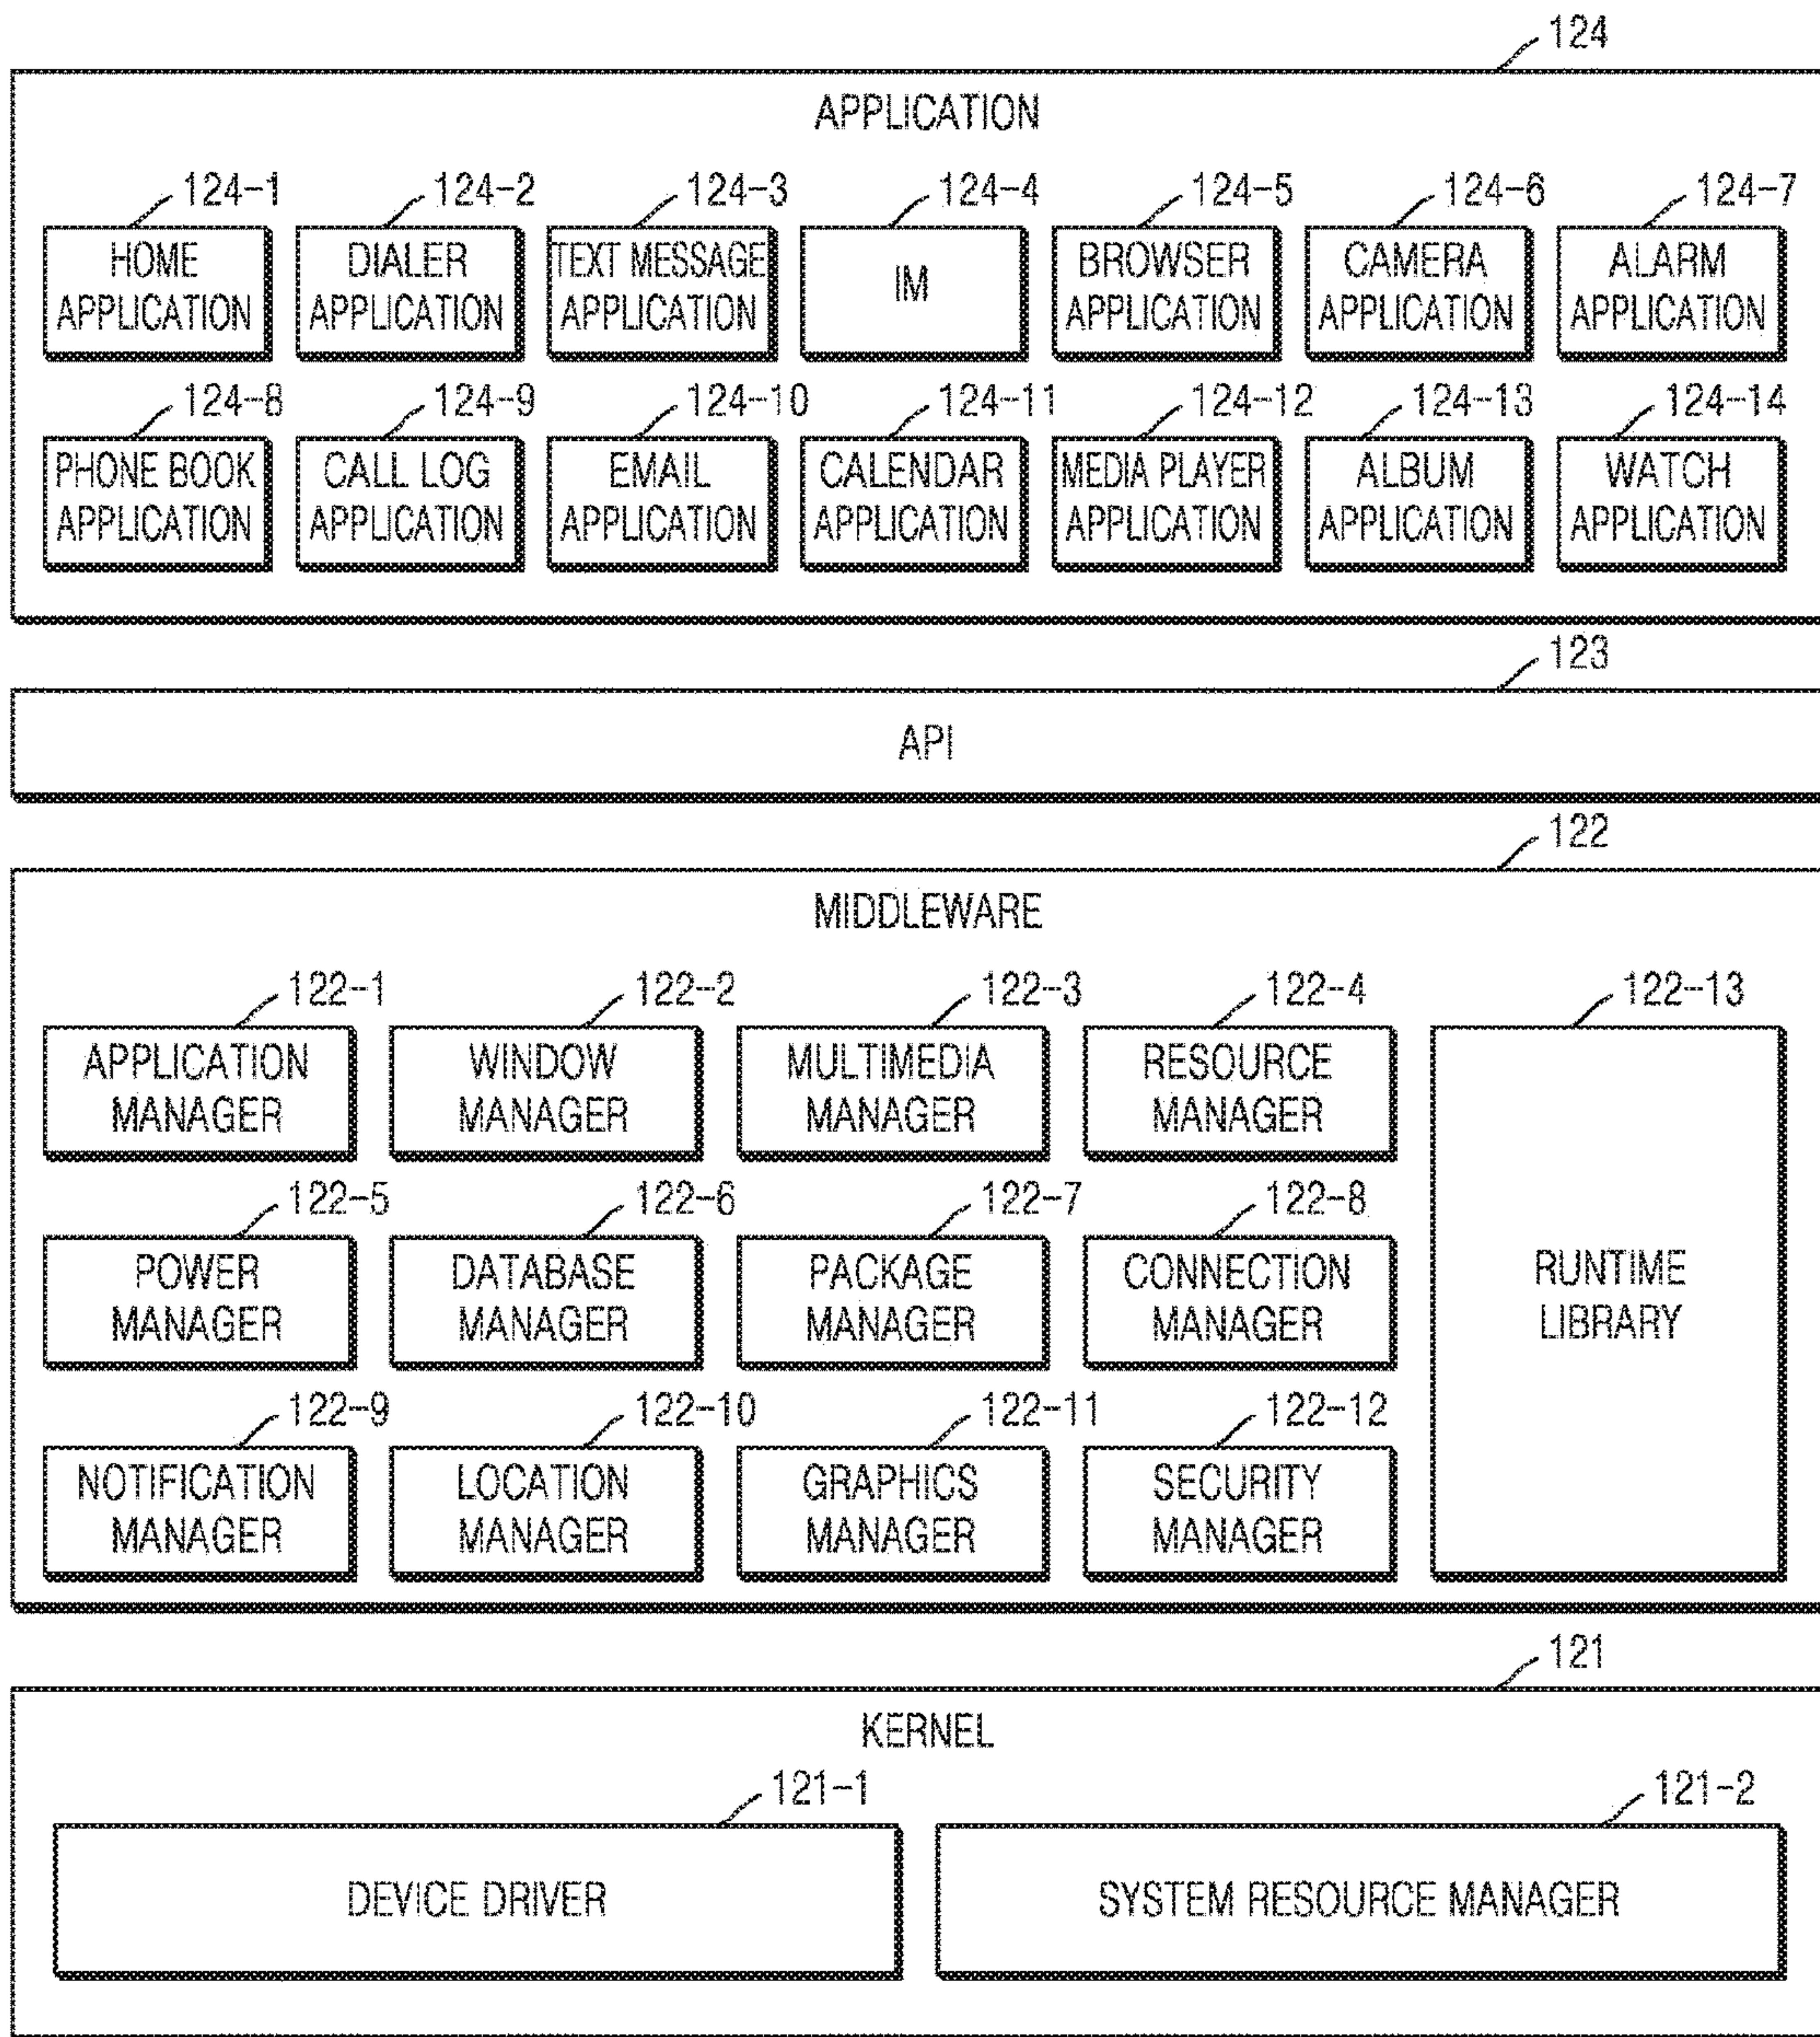 124
APPLICATION
124-1 124-2 124-3 124-4 124-5 124-6 124-7
HOME APPLICATION
DIALER APPLICATION
TEXT MESSAGE APPLICATION
IM
BROWSER APPLICATION
CAMERA APPLICATION
ALARM APPLICATION
124-8 124-9 124-10 124-11 124-12 124-13 124-14
PHONE BOOK APPLICATION
CALL LOG APPLICATION
EMAIL APPLICATION
CALENDAR APPLICATION
MEDIA PLAYER APPLICATION
ALBUM APPLICATION
WATCH APPLICATION
123
API
122
MIDDLEWARE
122-1 122-2 122-3 122-4 122-13
APPLICATION MANAGER
WINDOW MANAGER
MULTIMEDIA MANAGER
RESOURCE MANAGER
122-5 122-6 122-7 122-8
POWER MANAGER
DATABASE MANAGER
PACKAGE MANAGER
CONNECTION MANAGER
RUNTIME LIBRARY
122-9 122-10 122-11 122-12
NOTIFICATION MANAGER
LOCATION MANAGER
GRAPHICS MANAGER
SECURITY MANAGER
121
KERNEL
121-1 121-2
DEVICE DRIVER
SYSTEM RESOURCE MANAGER